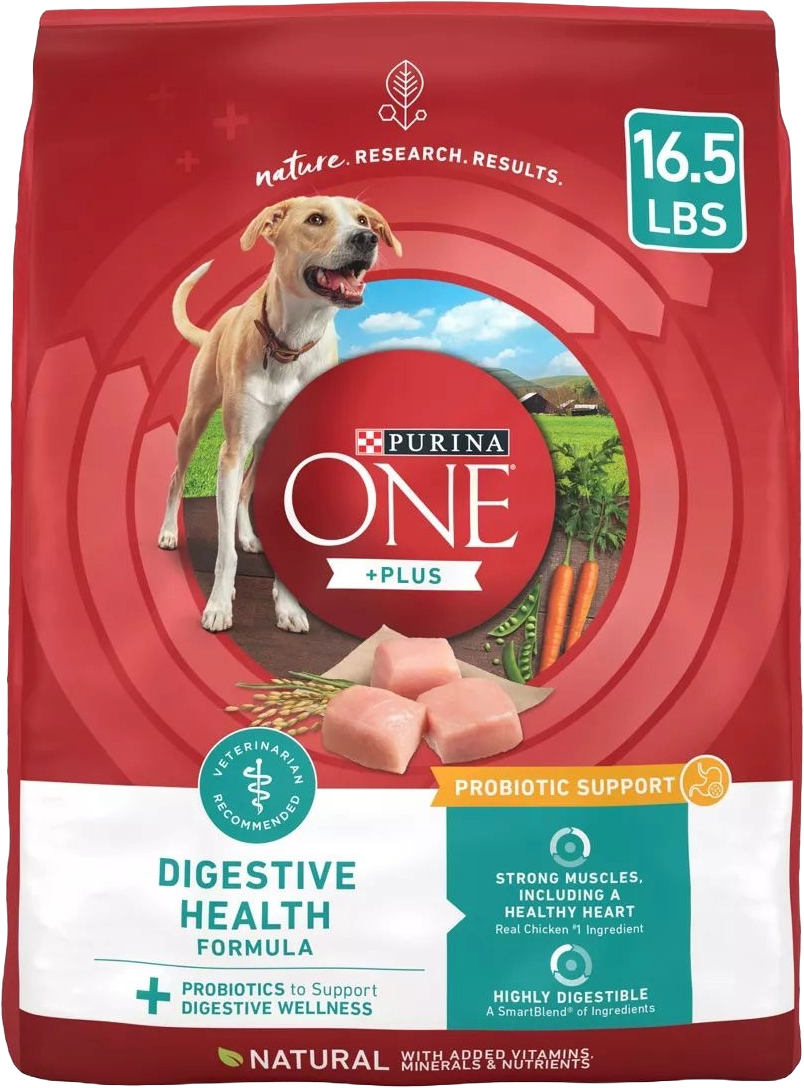 nature. RESEARCH. RESULTS.
16.5
LBS
PURINA
ONE®
+PLUS
VETERINARIAN
RECOMMENDED
PROBIOTIC SUPPORT
DIGESTIVE
HEALTH
FORMULA
+ PROBIOTICS to Support
DIGESTIVE WELLNESS
STRONG MUSCLES,
INCLUDING A
HEALTHY HEART
Real Chicken #1 Ingredient
HIGHLY DIGESTIBLE
A SmartBlend® of Ingredients
NATURAL WITH ADDED VITAMINS,
MINERALS & NUTRIENTS